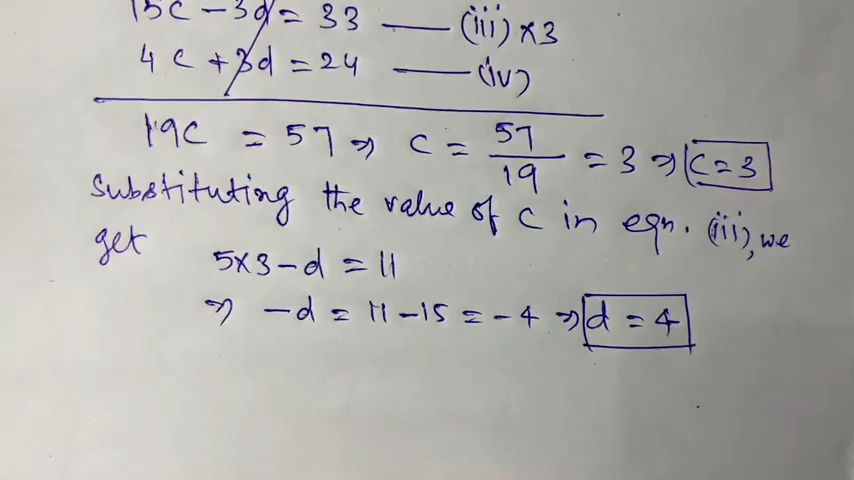 15c - 3d = 33 —— (iii) × 3
4c + 3d = 24 —— (iv)
19c = 57 ⇒ c = 57/19 = 3 ⇒ c = 3
Substituting the value of c in eqn. (iii), we
get
5×3 - d = 11
⇒ -d = 11 - 15 = -4 ⇒ d = 4